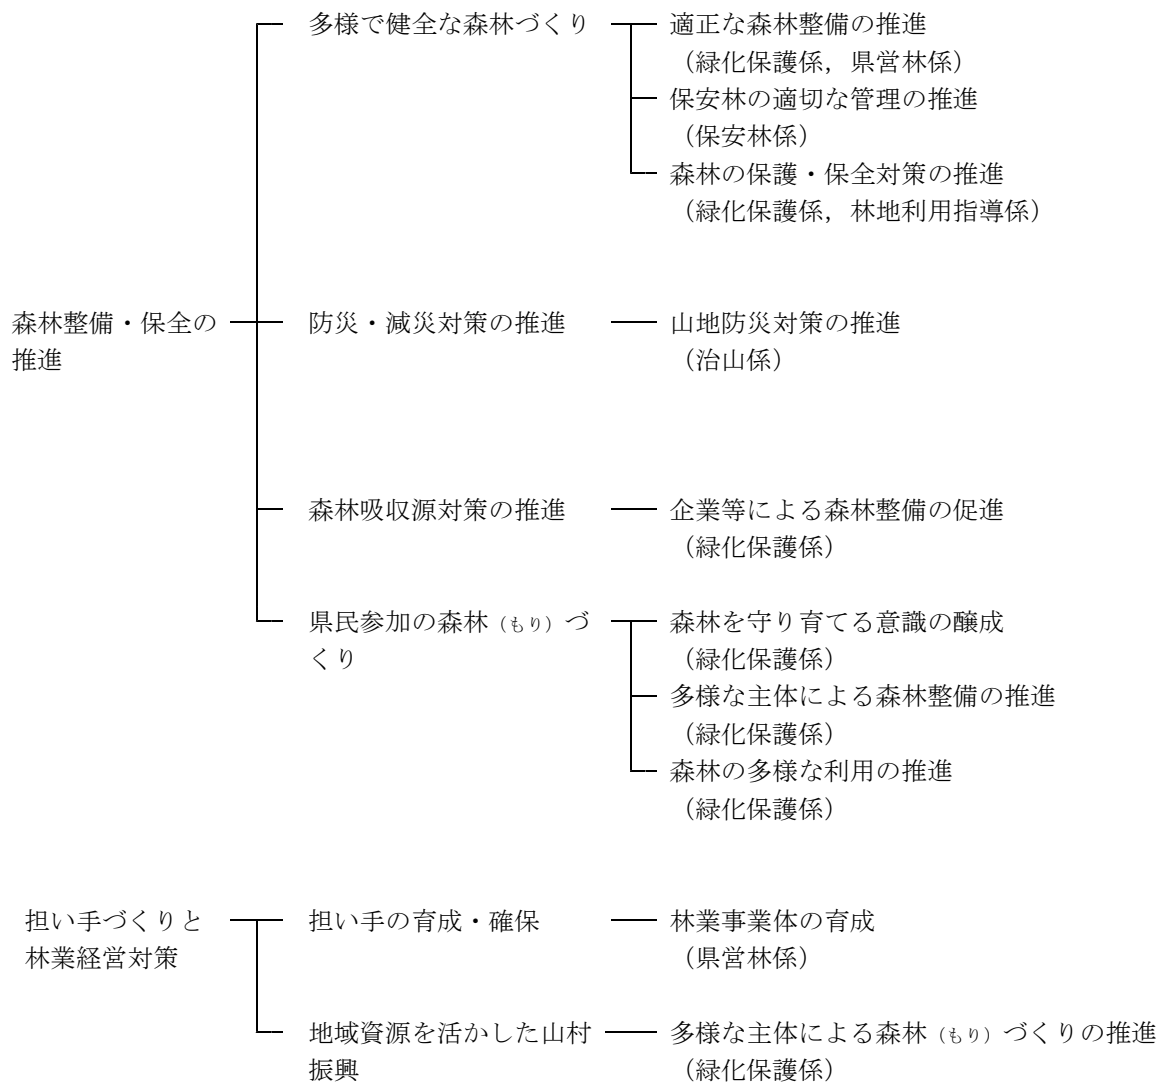 多様で健全な森林づくり
適正な森林整備の推進
（緑化保護係，県営林係）
保安林の適切な管理の推進
（保安林係）
森林の保護・保全対策の推進
（緑化保護係，林地利用指導係）
森林整備・保全の
推進
防災・減災対策の推進
山地防災対策の推進
（治山係）
森林吸収源対策の推進
企業等による森林整備の促進
（緑化保護係）
県民参加の森林（もり）づ
くり
森林を守り育てる意識の醸成
（緑化保護係）
多様な主体による森林整備の推進
（緑化保護係）
森林の多様な利用の推進
（緑化保護係）
担い手づくりと
林業経営対策
担い手の育成・確保
林業事業体の育成
（県営林係）
地域資源を活かした山村
振興
多様な主体による森林（もり）づくりの推進
（緑化保護係）